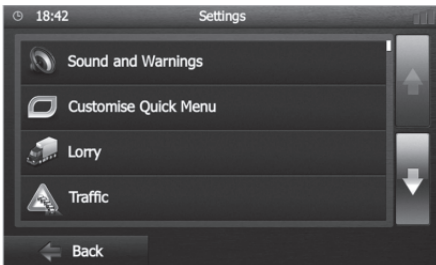 18:42 Settings
Sound and Warnings
Customise Quick Menu
Lorry
Traffic
Back